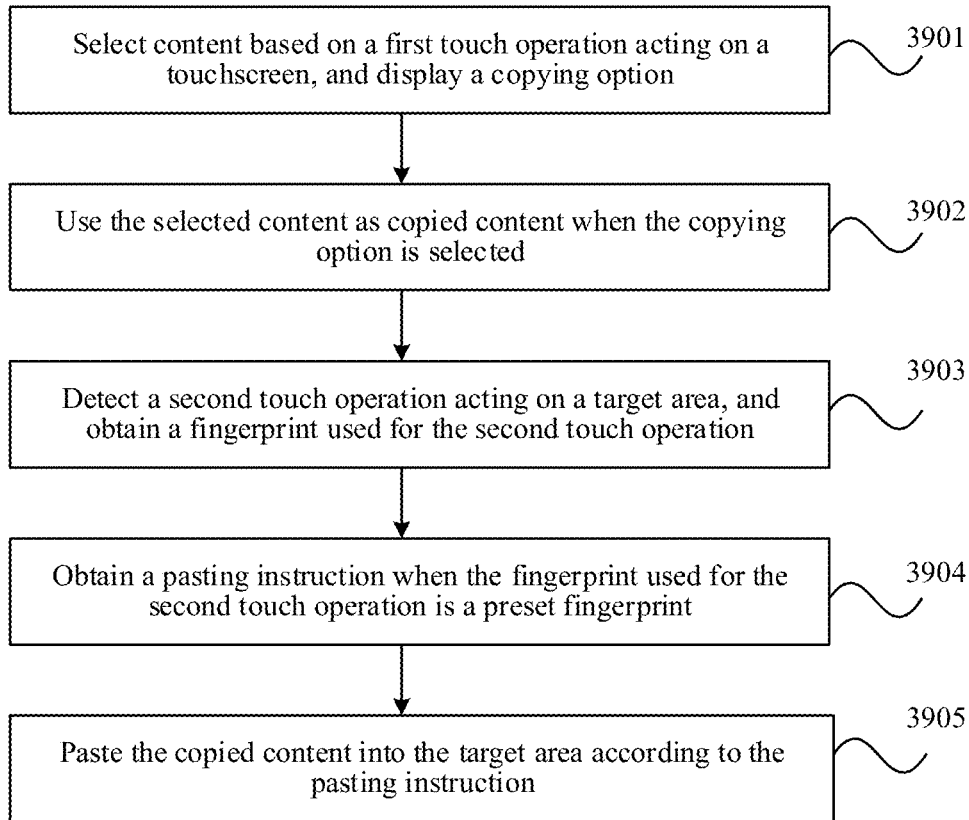 Select content based on a first touch operation acting on a
touchscreen, and display a copying option
3901
Use the selected content as copied content when the copying
option is selected
3902
Detect a second touch operation acting on a target area, and
obtain a fingerprint used for the second touch operation
3903
Obtain a pasting instruction when the fingerprint used for the
second touch operation is a preset fingerprint
3904
Paste the copied content into the target area according to the
pasting instruction
3905